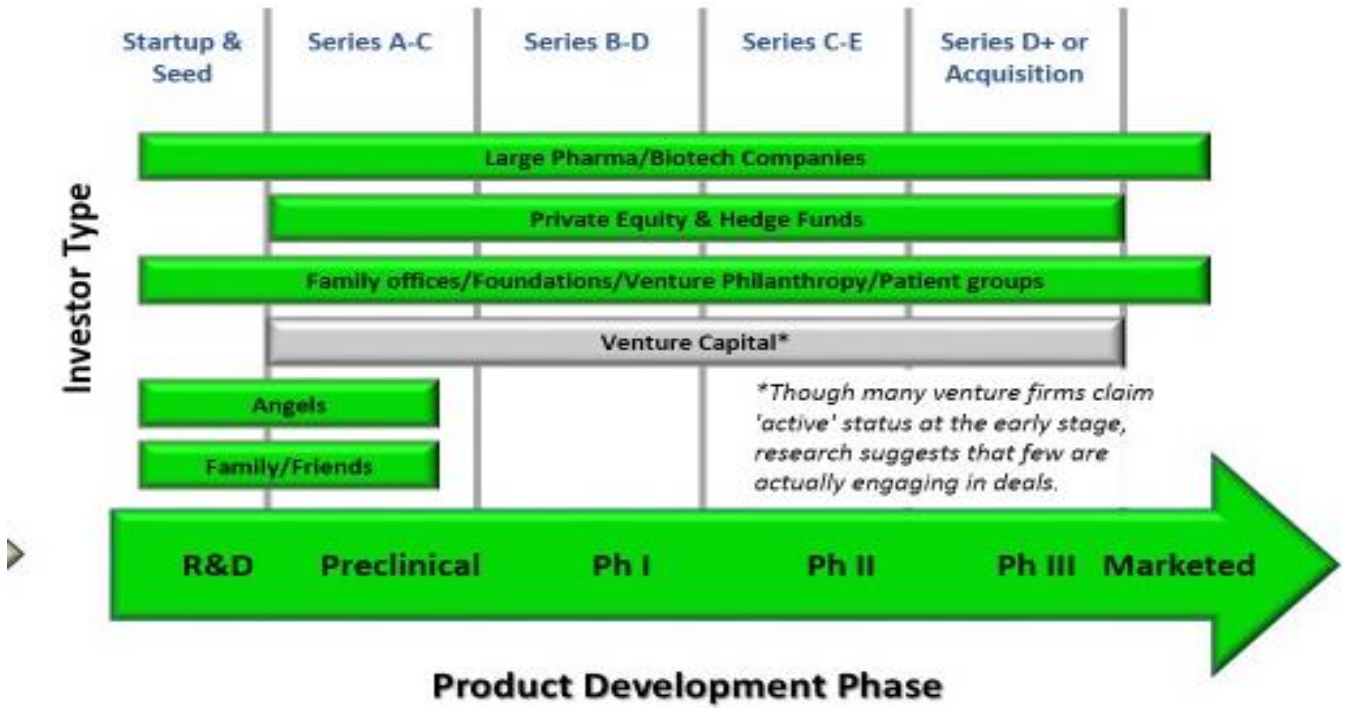 Startup &
Seed
Series A-C
Series B-D
Series C-E
Series D+ or
Acquisition
Investor Type
Large Pharma/Biotech Companies
Private Equity & Hedge Funds
Family offices/Foundations/Venture Philanthropy/Patient groups
Venture Capital*
Angels
Family/Friends
*Though many venture firms claim
'active' status at the early stage,
research suggests that few are
actually engaging in deals.
R&D Preclinical Ph I Ph II Ph III Marketed
Product Development Phase